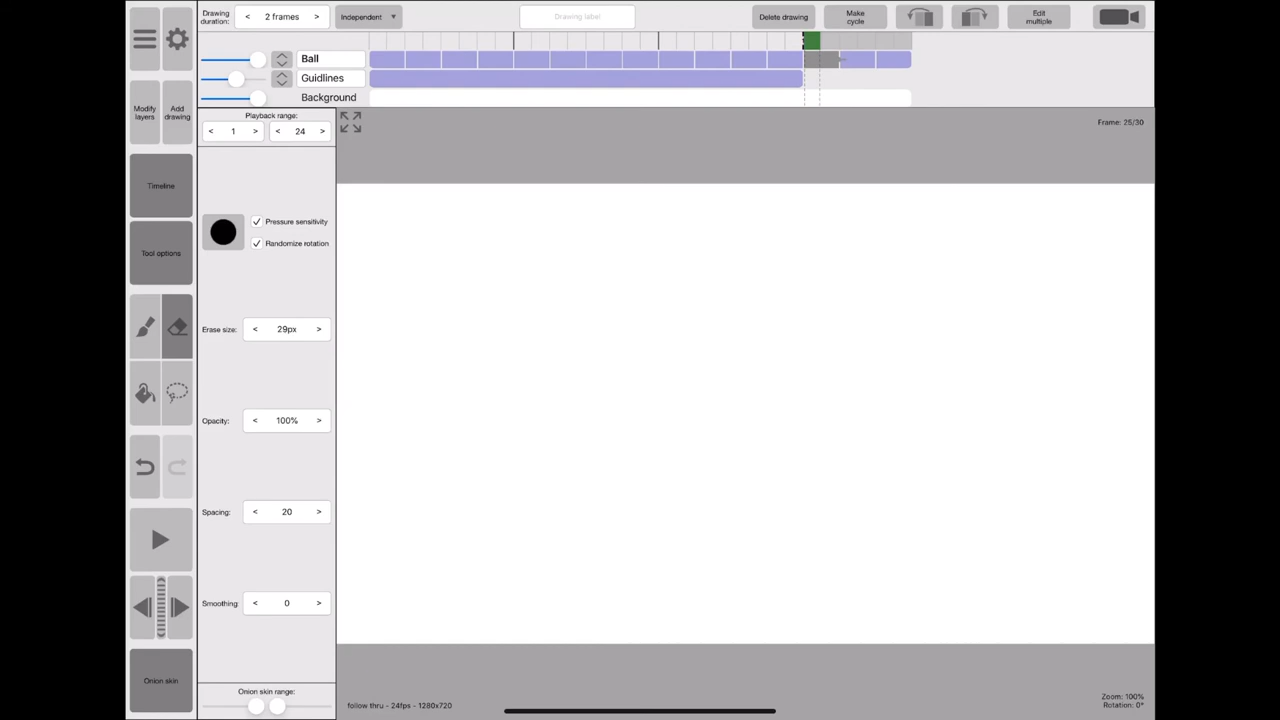 Drawing
duration:
< 2 frames >
Independent
Drawing label
Delete drawing
Make
cycle
Edit
multiple
Ball
Guidlines
Background
Modify
layers
Add
drawing
Playback range:
< 1 >
< 24 >
Frame: 25/30
Timeline
Pressure sensitivity
Randomize rotation
Tool options
Erase size:
< 29px >
Opacity:
< 100% >
Spacing:
< 20 >
Smoothing:
< 0 >
Onion skin
Onion skin range:
follow thru - 24fps - 1280x720
Zoom: 100%
Rotation: 0°